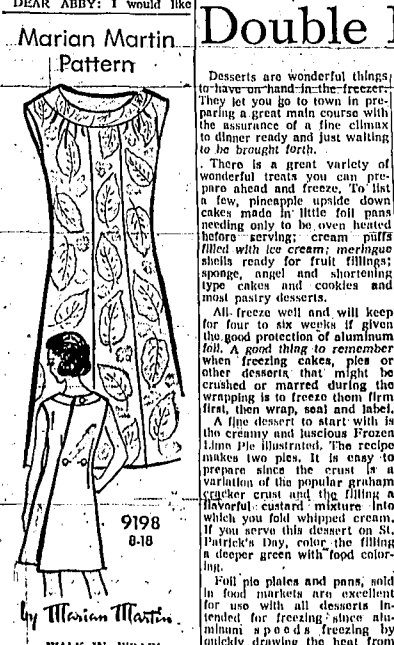 DEAR ABBY: I would like
Marian Martin
Pattern
9198
8-18
by Marian Martin
Double
Desserts are wonderful things
to have on hand in the freezer.
They let you go to town in pre-
paring a great main course with
the assurance of a fine climax
to dinner ready and just waiting
to be brought forth.
There is a great variety of
wonderful treats you can pre-
pare ahead and freeze. To list
a few, pineapple upside down
cakes made in little foil pans
needing only to be oven heated
before serving; cream puffs
filled with ice cream; meringue
shells ready for fruit fillings;
sponge, angel and shortening
type cakes and cookies and
most pastry desserts.
All freeze well and will keep
for four to six weeks if given
the good protection of aluminum
foil. A good thing to remember
when freezing cakes, pies or
other desserts that might be
crushed or marred during the
wrapping is to freeze them firm
first, then wrap, seal and label.
A fine dessert to start with is
the creamy and luscious Frozen
Lime Pie illustrated. The recipe
makes two pies. It is easy to
prepare since the crust is a
variation of the popular graham
cracker crust and the filling a
flavorful custard mixture into
which you fold whipped cream.
If you serve this dessert on St.
Patrick's Day, color the filling
a deeper green with food color-
ing.
Foil pie plates and pans, sold
in food markets are excellent
for use with all desserts in-
tended for freezing since alu-
minum speeds freezing by
quickly drawing the heat from